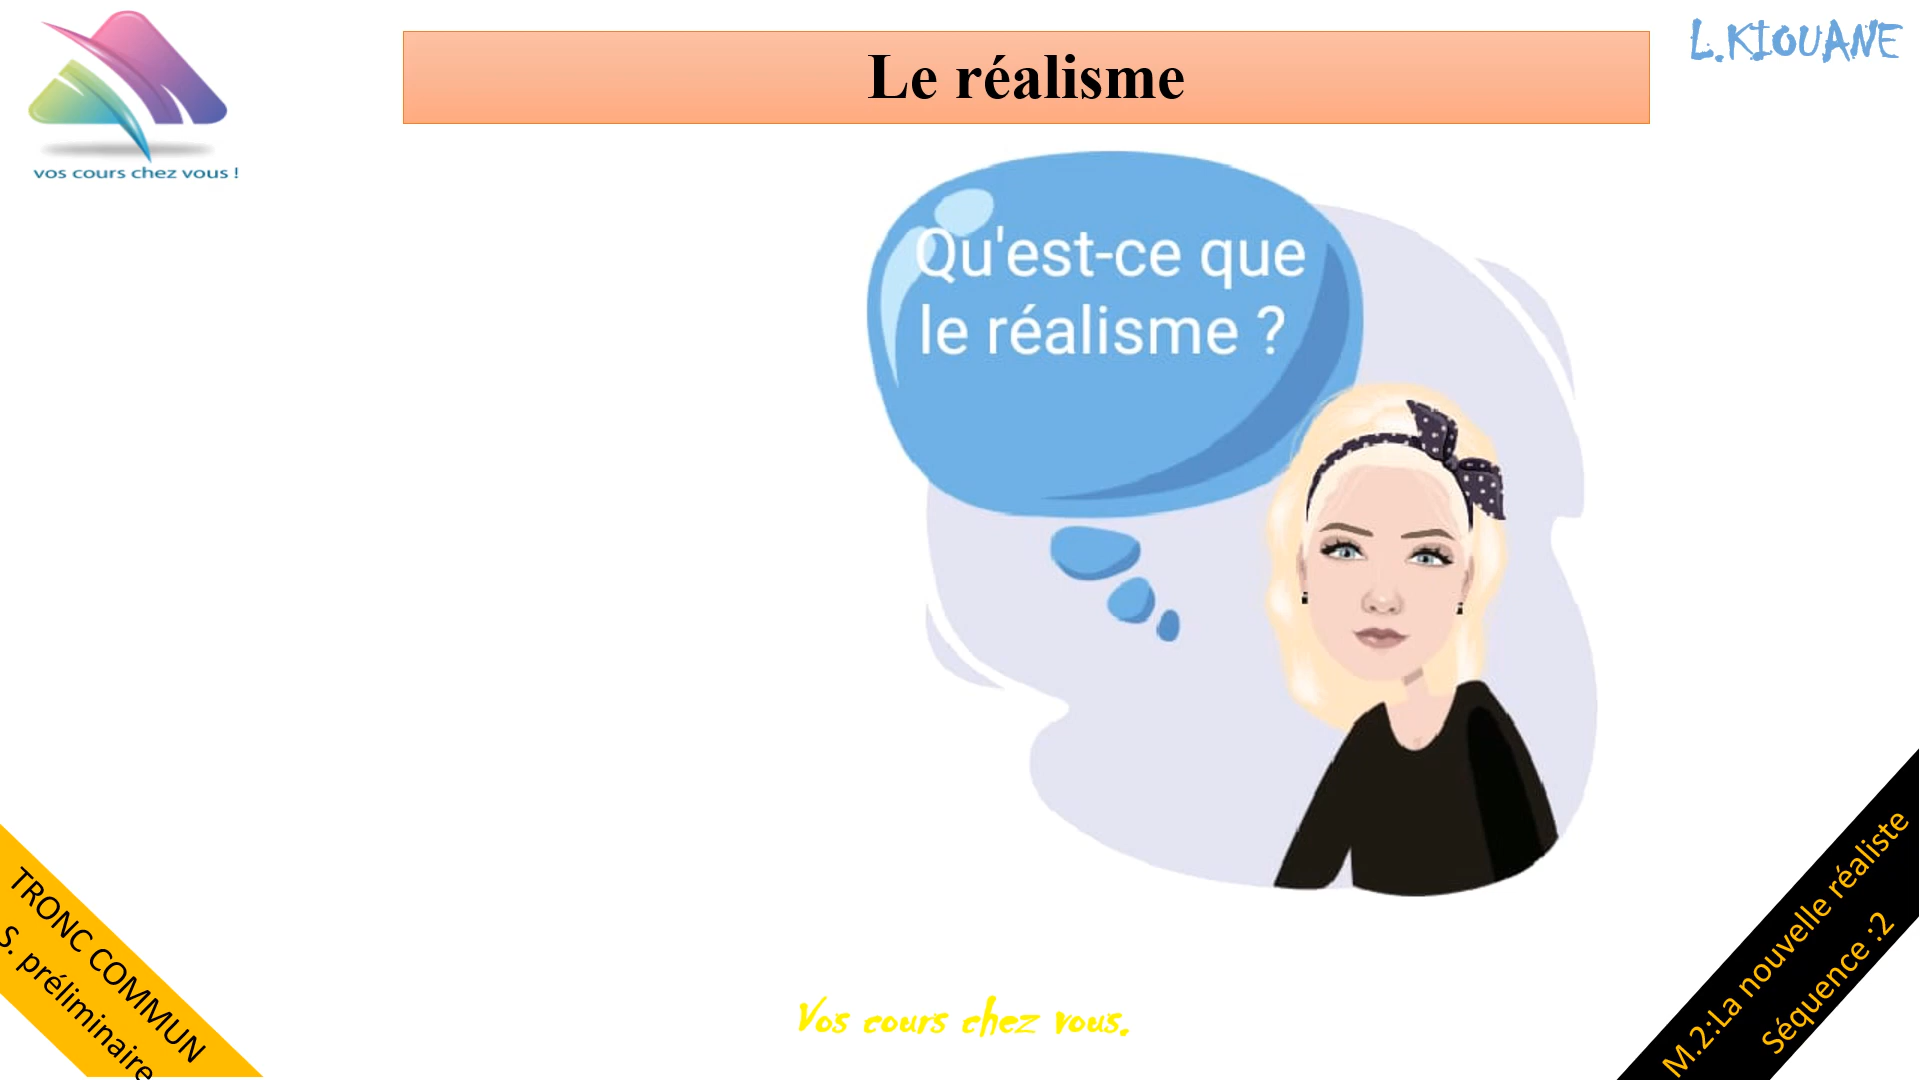 L.KIOUANE
Le réalisme
vos cours chez vous !
Qu'est-ce que
le réalisme ?
TRONC COMMUN
S. préliminaire
M.2:La nouvelle réaliste
Séquence :2
Vos cours chez vous.